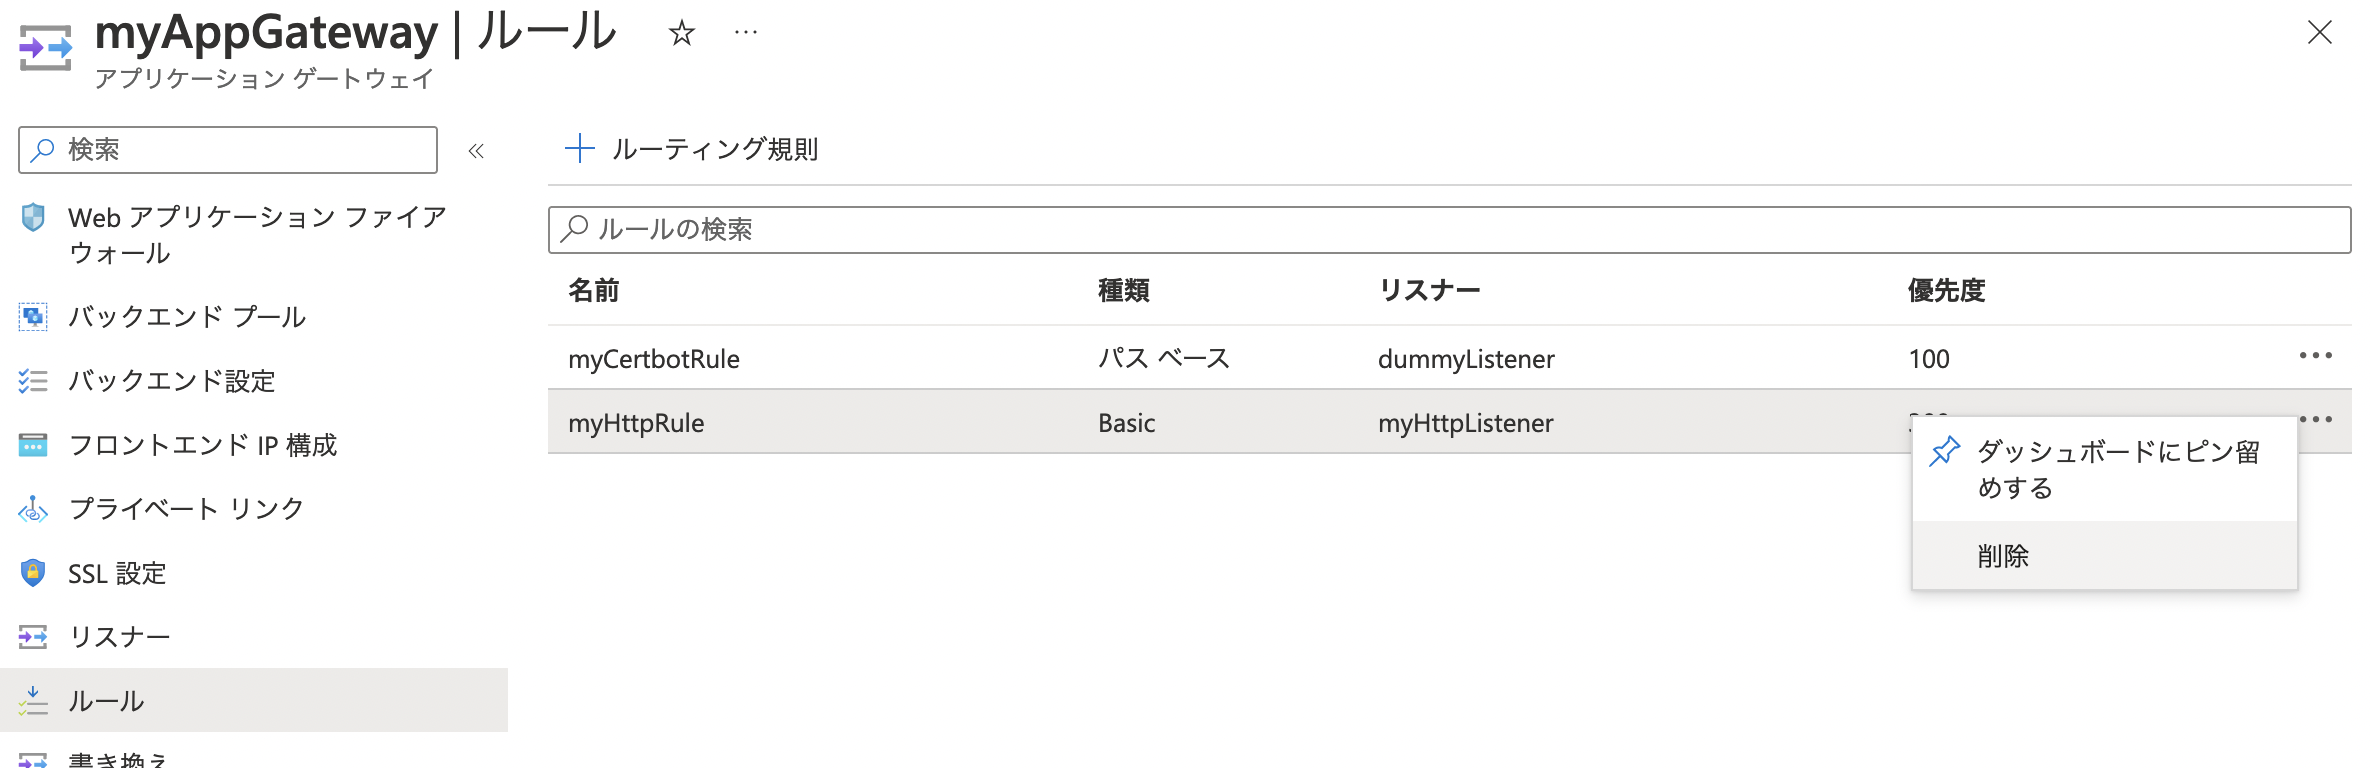 myAppGateway | ルール
アプリケーション ゲートウェイ
検索
Web アプリケーション ファイア
ウォール
バックエンド プール
バックエンド設定
フロントエンド IP 構成
プライベート リンク
SSL 設定
リスナー
ルール
書き換え
ルーティング規則
ルールの検索
名前 種類 リスナー 優先度
myCertbotRule パス ベース dummyListener 100
myHttpRule Basic myHttpListener
ダッシュボードにピン留
めする
削除